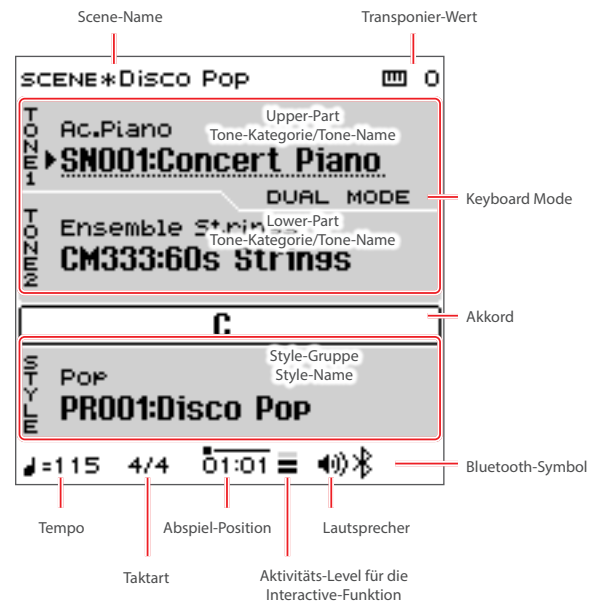 Scene-Name
Transponier-Wert
SCENE*Disco Pop 0
TONE1
Ac.Piano
Upper-Part
Tone-Kategorie/Tone-Name
SN001:Concert Piano
DUAL MODE
Keyboard Mode
TONE2
Ensemble Strings
Lower-Part
Tone-Kategorie/Tone-Name
CM333:60s Strings
C
Akkord
STYLE
Pop
Style-Gruppe
Style-Name
PR001:Disco Pop
=115 4/4 01:01
Bluetooth-Symbol
Tempo
Abspiel-Position
Lautsprecher
Taktart
Aktivitäts-Level für die
Interactive-Funktion